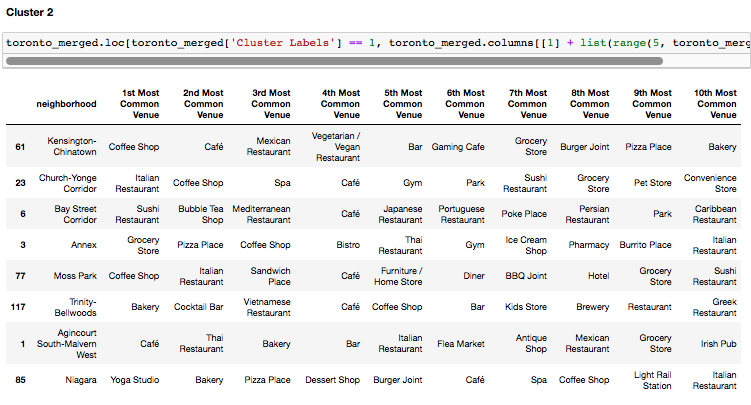 Cluster 2
toronto_merged.loc[toronto_merged['Cluster Labels'] == 1, toronto_merged.columns[[1] + list(range(5, toronto_merg
neighborhood 1st Most Common Venue 2nd Most Common Venue 3rd Most Common Venue 4th Most Common Venue 5th Most Common Venue 6th Most Common Venue 7th Most Common Venue 8th Most Common Venue 9th Most Common Venue 10th Most Common Venue
61 Kensington-Chinatown Coffee Shop Café Mexican Restaurant Vegetarian / Vegan Restaurant Bar Gaming Cafe Grocery Store Burger Joint Pizza Place Bakery
23 Church-Yonge Corridor Italian Restaurant Coffee Shop Spa Café Gym Park Sushi Restaurant Grocery Store Pet Store Convenience Store
6 Bay Street Corridor Sushi Restaurant Bubble Tea Shop Mediterranean Restaurant Café Japanese Restaurant Portuguese Restaurant Poke Place Persian Restaurant Park Caribbean Restaurant
3 Annex Grocery Store Pizza Place Coffee Shop Bistro Thai Restaurant Gym Ice Cream Shop Pharmacy Burrito Place Italian Restaurant
77 Moss Park Coffee Shop Italian Restaurant Sandwich Place Café Furniture / Home Store Diner BBQ Joint Hotel Grocery Store Sushi Restaurant
117 Trinity-Bellwoods Bakery Cocktail Bar Vietnamese Restaurant Café Coffee Shop Bar Kids Store Brewery Restaurant Greek Restaurant
1 Agincourt South-Malvern West Café Thai Restaurant Bakery Bar Italian Restaurant Flea Market Antique Shop Mexican Restaurant Grocery Store Irish Pub
85 Niagara Yoga Studio Bakery Pizza Place Dessert Shop Burger Joint Café Spa Coffee Shop Light Rail Station Italian Restaurant